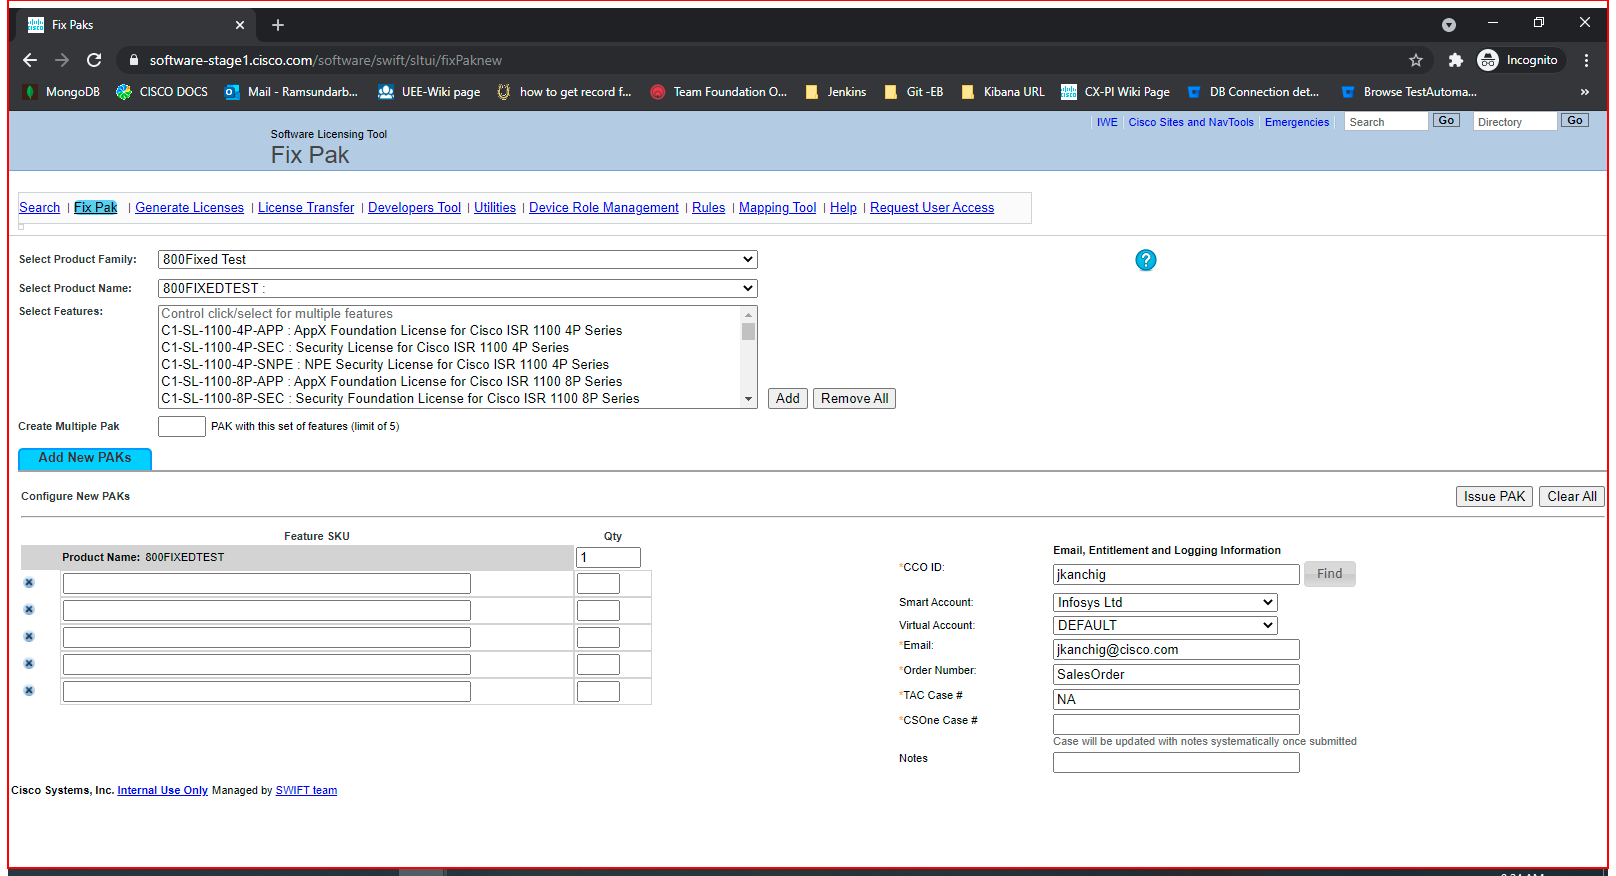 Fix Paks
software-stage1.cisco.com/software/swift/sltui/fixPaknew
Incognito
MongoDB
CISCO DOCS
Mail - Ramsundarb...
UEE-Wiki page
how to get record f...
Team Foundation O...
Jenkins
Git -EB
Kibana URL
CX-PI Wiki Page
DB Connection det...
Browse TestAutoma...
»
IWE | Cisco Sites and NavTools | Emergencies
Search
Go
Directory
Go
Software Licensing Tool
Fix Pak
Search | Fix Pak | Generate Licenses | License Transfer | Developers Tool | Utilities | Device Role Management | Rules | Mapping Tool | Help | Request User Access
Select Product Family: 800Fixed Test
?
Select Product Name: 800FIXEDTEST :
Select Features:
Control click/select for multiple features
C1-SL-1100-4P-APP : AppX Foundation License for Cisco ISR 1100 4P Series
C1-SL-1100-4P-SEC : Security License for Cisco ISR 1100 4P Series
C1-SL-1100-4P-SNPE : NPE Security License for Cisco ISR 1100 4P Series
C1-SL-1100-8P-APP : AppX Foundation License for Cisco ISR 1100 8P Series
C1-SL-1100-8P-SEC : Security Foundation License for Cisco ISR 1100 8P Series
Add Remove All
Create Multiple Pak PAK with this set of features (limit of 5)
Add New PAKs
Configure New PAKs
Issue PAK Clear All
Feature SKU Qty
Product Name: 800FIXEDTEST 1
Email, Entitlement and Logging Information
*CCO ID: jkanchig Find
Smart Account: Infosys Ltd
Virtual Account: DEFAULT
*Email: jkanchig@cisco.com
*Order Number: SalesOrder
*TAC Case # NA
*CSOne Case #
Case will be updated with notes systematically once submitted
Notes
Cisco Systems, Inc. Internal Use Only Managed by SWIFT team